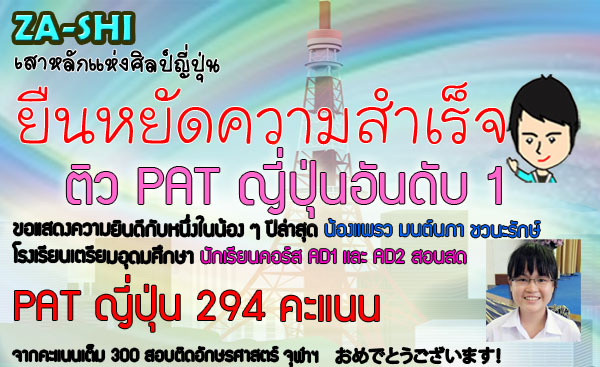 ZA-SHI
เสาหลักแห่งศิลป์ญี่ปุ่น
ยืนหยัดความสำเร็จ
ติว PAT ญี่ปุ่นอันดับ 1
ขอแสดงความยินดีกับหนึ่งในน้อง ๆ ปีล่าสุด น้องแพรว มนต์นภา ชวนะรักษ์
โรงเรียนเตรียมอุดมศึกษา นักเรียนคอร์ส AD1 และ AD2 สอนสด
PAT ญี่ปุ่น 294 คะแนน
จากคะแนนเต็ม 300 สอบติดอักษรศาสตร์ จุฬาฯ おめでとうございます!